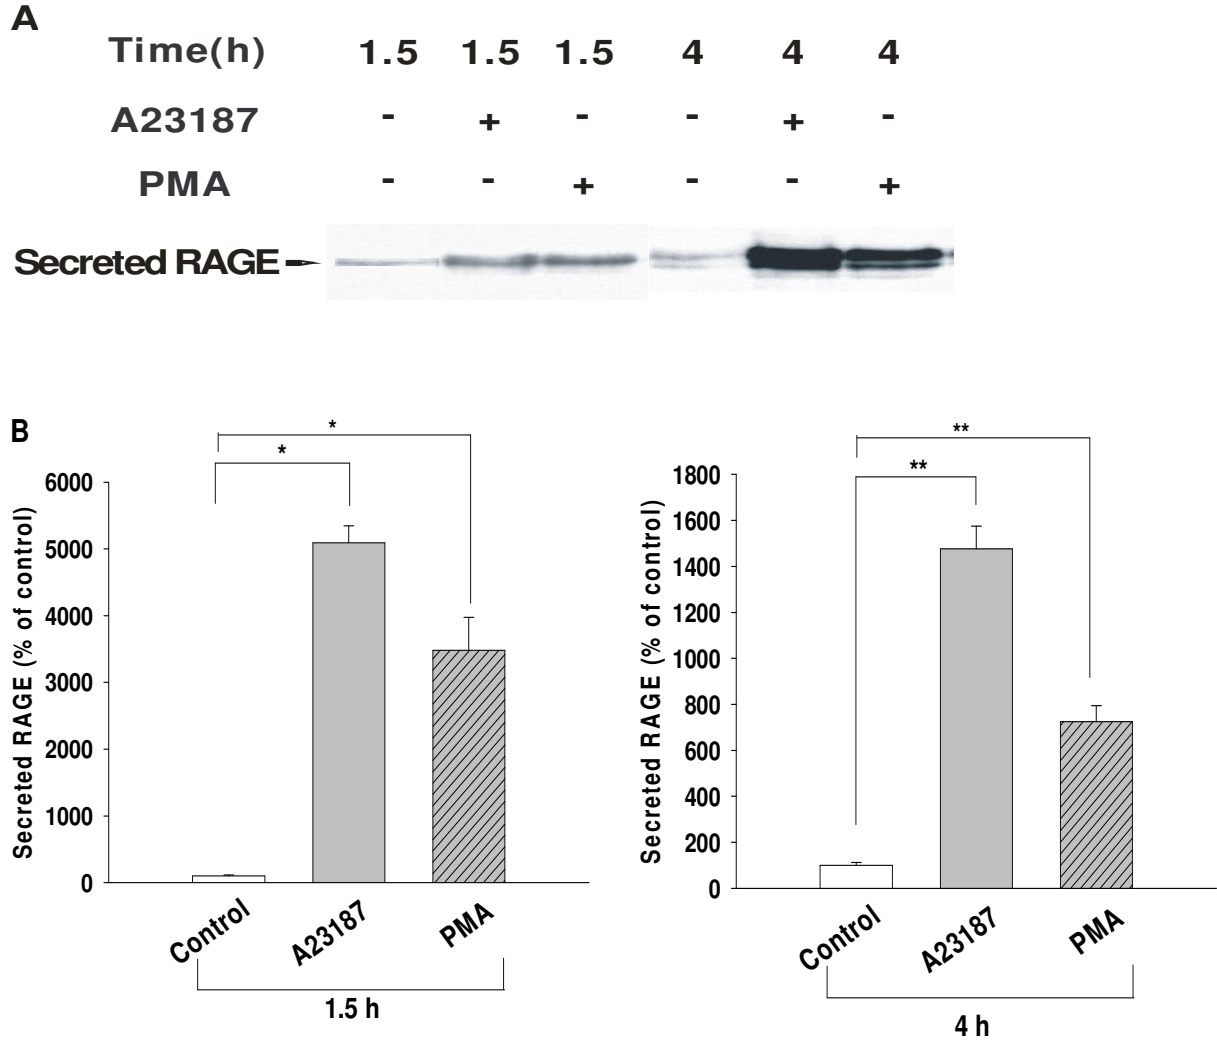 A
Time(h) 1.5 1.5 1.5 4 4 4
A23187 - + - - + -
PMA - - + - - +
Secreted RAGE
B
* 
*
6000
5000
4000
3000
2000
1000
0
Secreted RAGE (% of control)
Control A23187 PMA
1.5 h
**
**
1800
1600
1400
1200
1000
800
600
400
200
0
Secreted RAGE (% of control)
Control A23187 PMA
4 h